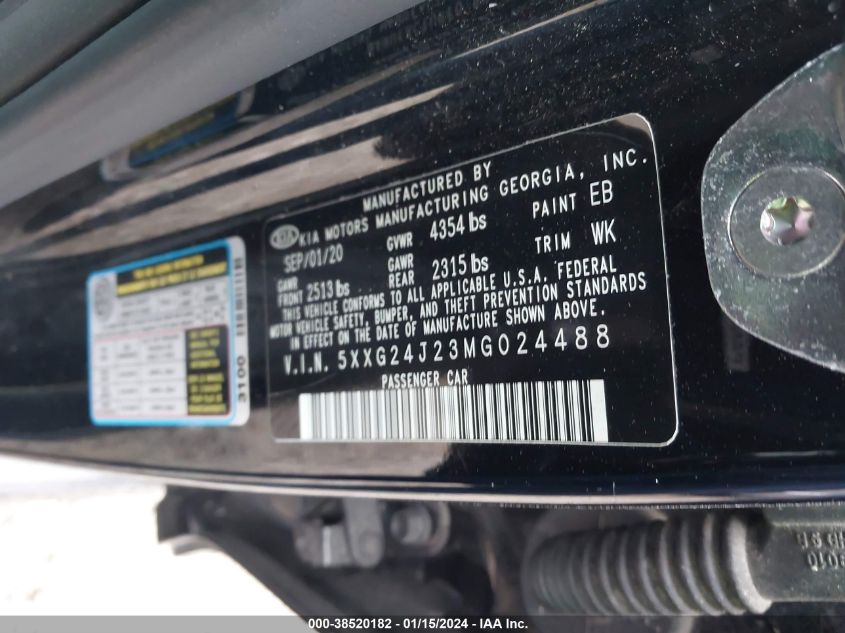 MANUFACTURED BY
KIA KIA MOTORS MANUFACTURING GEORGIA, INC.
SEP/01/20 GVWR 4354 lbs PAINT EB
GAWR FRONT 2513 lbs GAWR REAR 2315 lbs TRIM WK
THIS VEHICLE CONFORMS TO ALL APPLICABLE U.S.A. FEDERAL
MOTOR VEHICLE SAFETY, BUMPER, AND THEFT PREVENTION STANDARDS
IN EFFECT ON THE DATE OF MANUFACTURE SHOWN ABOVE.
V.I.N. 5XXG24J23MG024488
PASSENGER CAR
3100
000-38520182 - 01/15/2024 - IAA Inc.